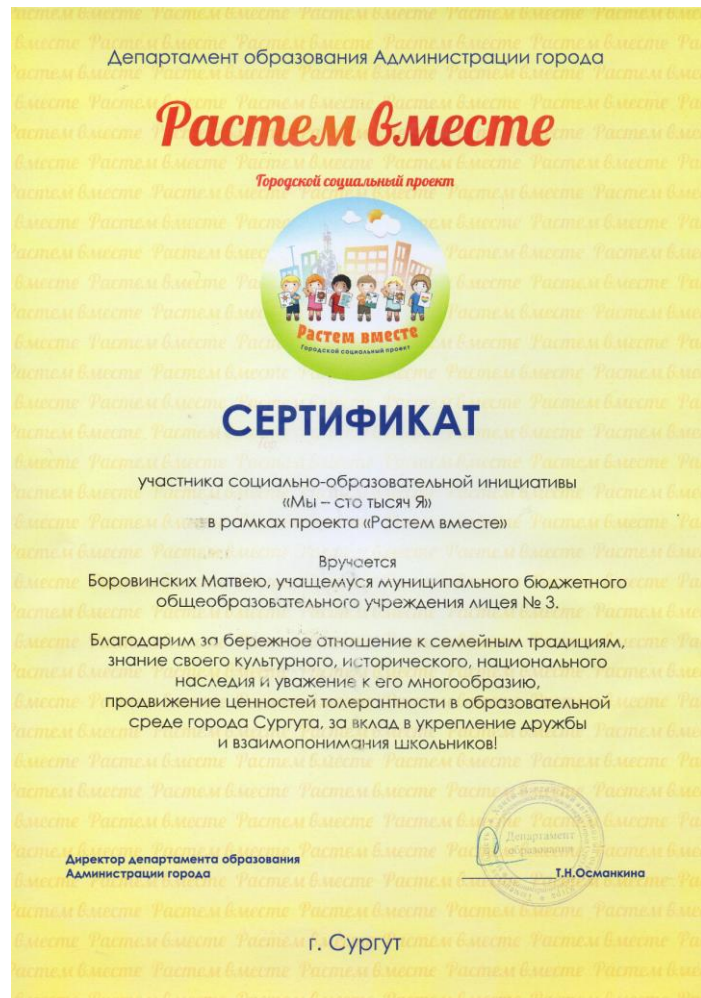 Департамент образования Администрации города
Растем вместе
Городской социальный проект
Растем вместе
Городской социальный проект
СЕРТИФИКАТ
участника социально-образовательной инициативы
«Мы – сто тысяч Я»
в рамках проекта «Растем вместе»
Вручается
Боровинских Матвею, учащемуся муниципального бюджетного
общеобразовательного учреждения лицея № 3.
Благодарим за бережное отношение к семейным традициям,
знание своего культурного, исторического, национального
наследия и уважение к его многообразию,
продвижение ценностей толерантности в образовательной
среде города Сургута, за вклад в укрепление дружбы
и взаимопонимания школьников!
Департамент
образования
Директор департамента образования
Администрации города
Т.Н.Османкина
г. Сургут